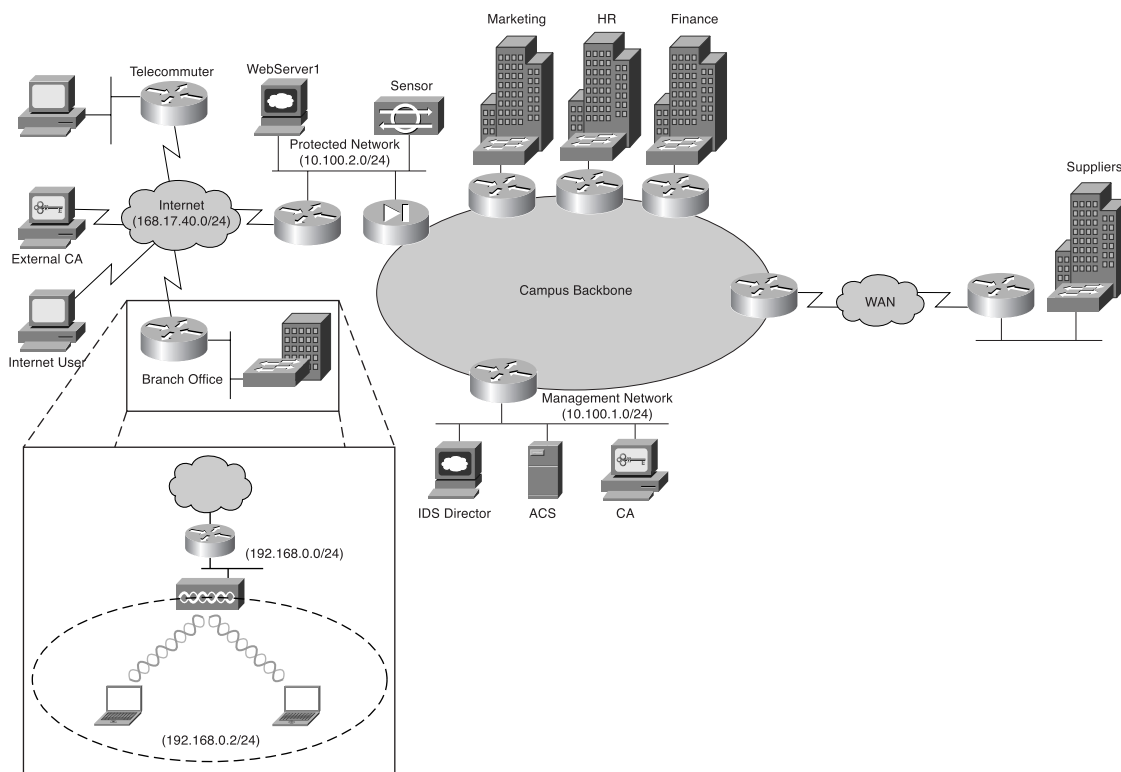 Marketing
HR
Finance
Telecommuter
WebServer1
Sensor
Protected Network
(10.100.2.0/24)
Suppliers
Internet
(168.17.40.0/24)
External CA
Campus Backbone
WAN
Internet User
Branch Office
Management Network
(10.100.1.0/24)
IDS Director
ACS
CA
(192.168.0.0/24)
(192.168.0.2/24)